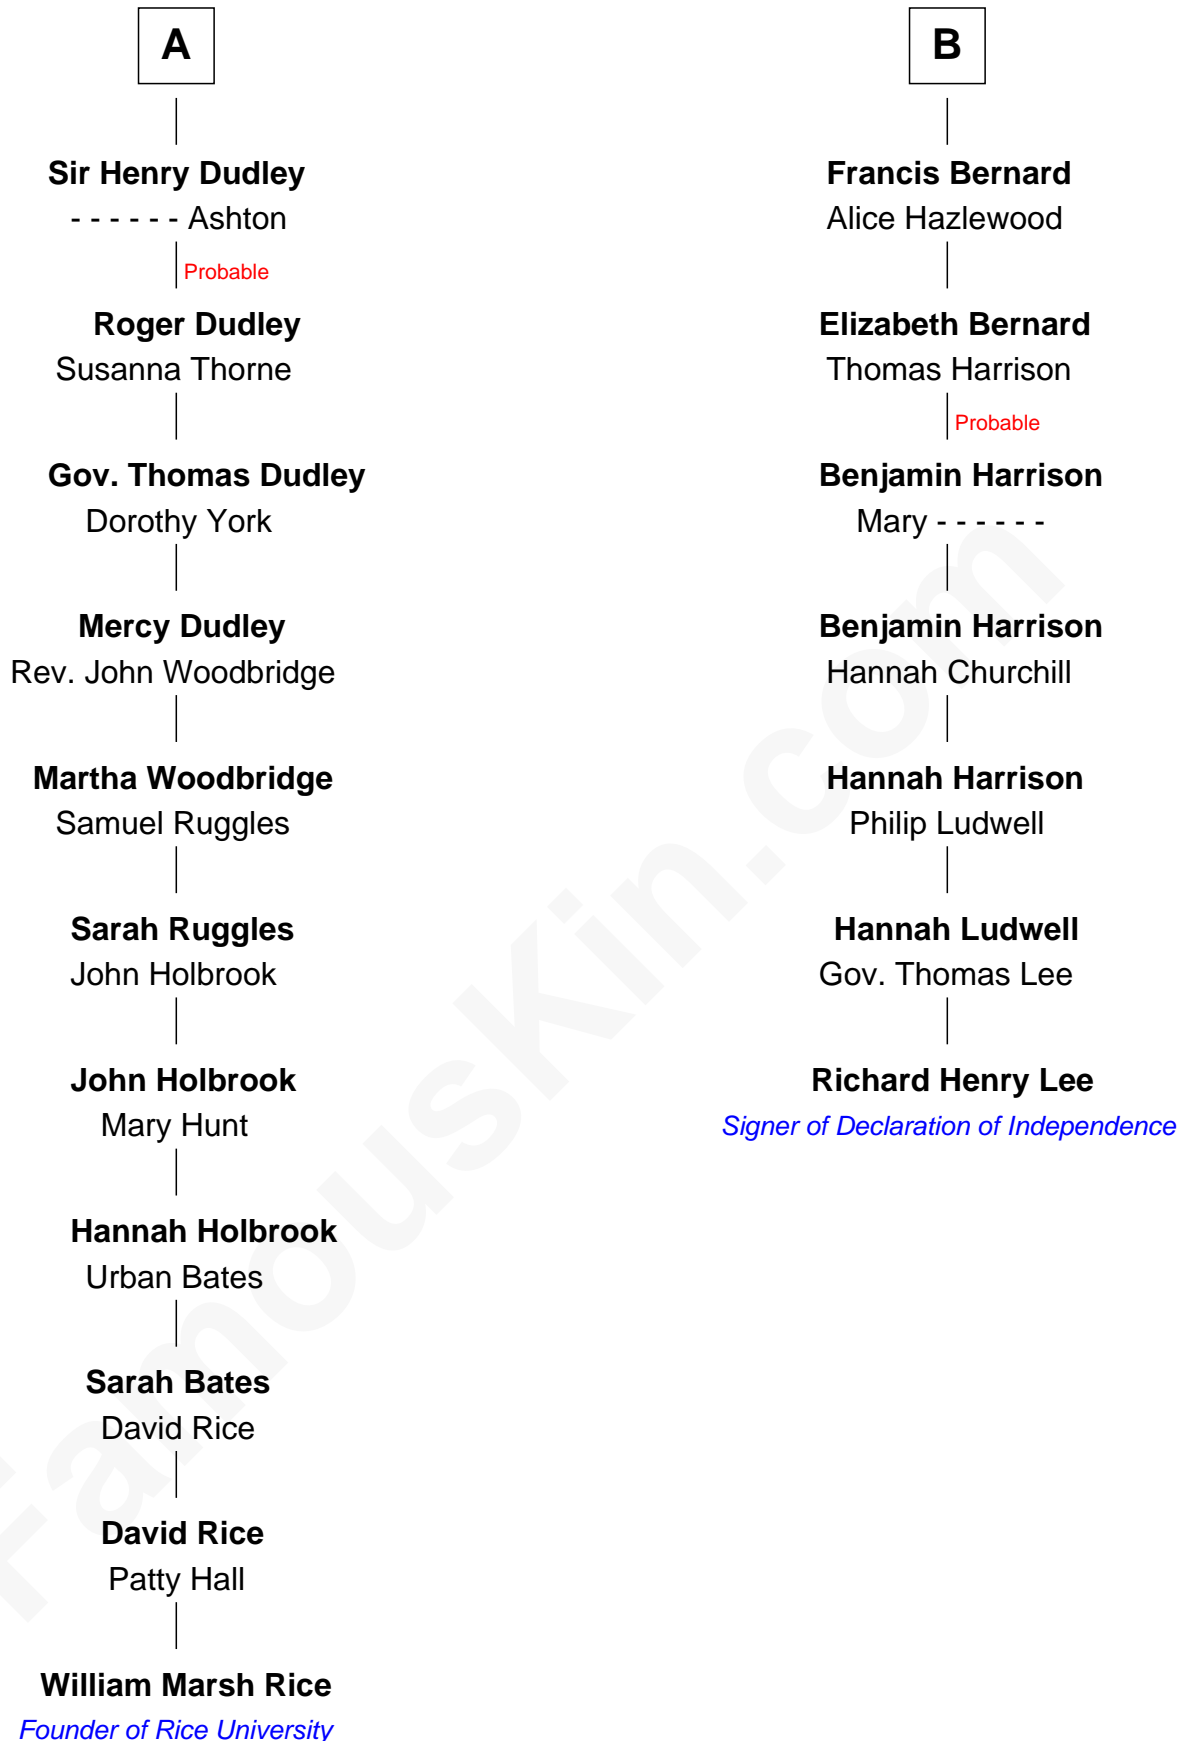 A
Sir Henry Dudley
- - - - - - Ashton
Probable
Roger Dudley
Susanna Thorne
Gov. Thomas Dudley
Dorothy York
Mercy Dudley
Rev. John Woodbridge
Martha Woodbridge
Samuel Ruggles
Sarah Ruggles
John Holbrook
John Holbrook
Mary Hunt
Hannah Holbrook
Urban Bates
Sarah Bates
David Rice
David Rice
Patty Hall
William Marsh Rice
Founder of Rice University
B
Francis Bernard
Alice Hazlewood
Elizabeth Bernard
Thomas Harrison
Probable
Benjamin Harrison
Mary - - - - - -
Benjamin Harrison
Hannah Churchill
Hannah Harrison
Philip Ludwell
Hannah Ludwell
Gov. Thomas Lee
Richard Henry Lee
Signer of Declaration of Independence
FamousKin.com